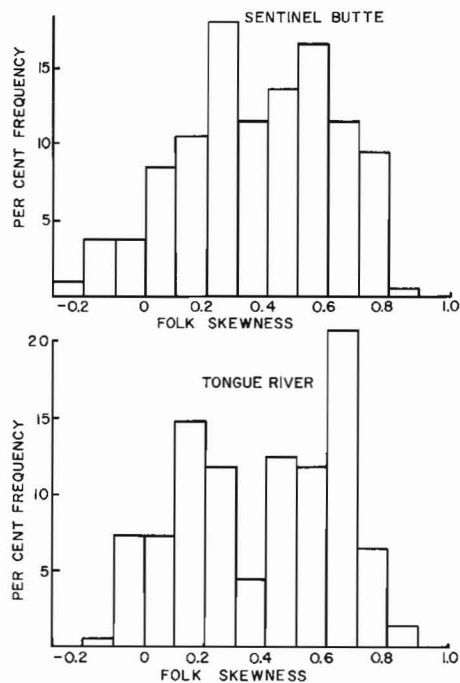 SENTINEL BUTTE
PER CENT FREQUENCY
15
10
5
-0.2 0 0.2 0.4 0.6 0.8 1.0
FOLK SKEWNESS
TONGUE RIVER
PER CENT FREQUENCY
20
15
10
5
-0.2 0 0.2 0.4 0.6 0.8 1.0
FOLK SKEWNESS